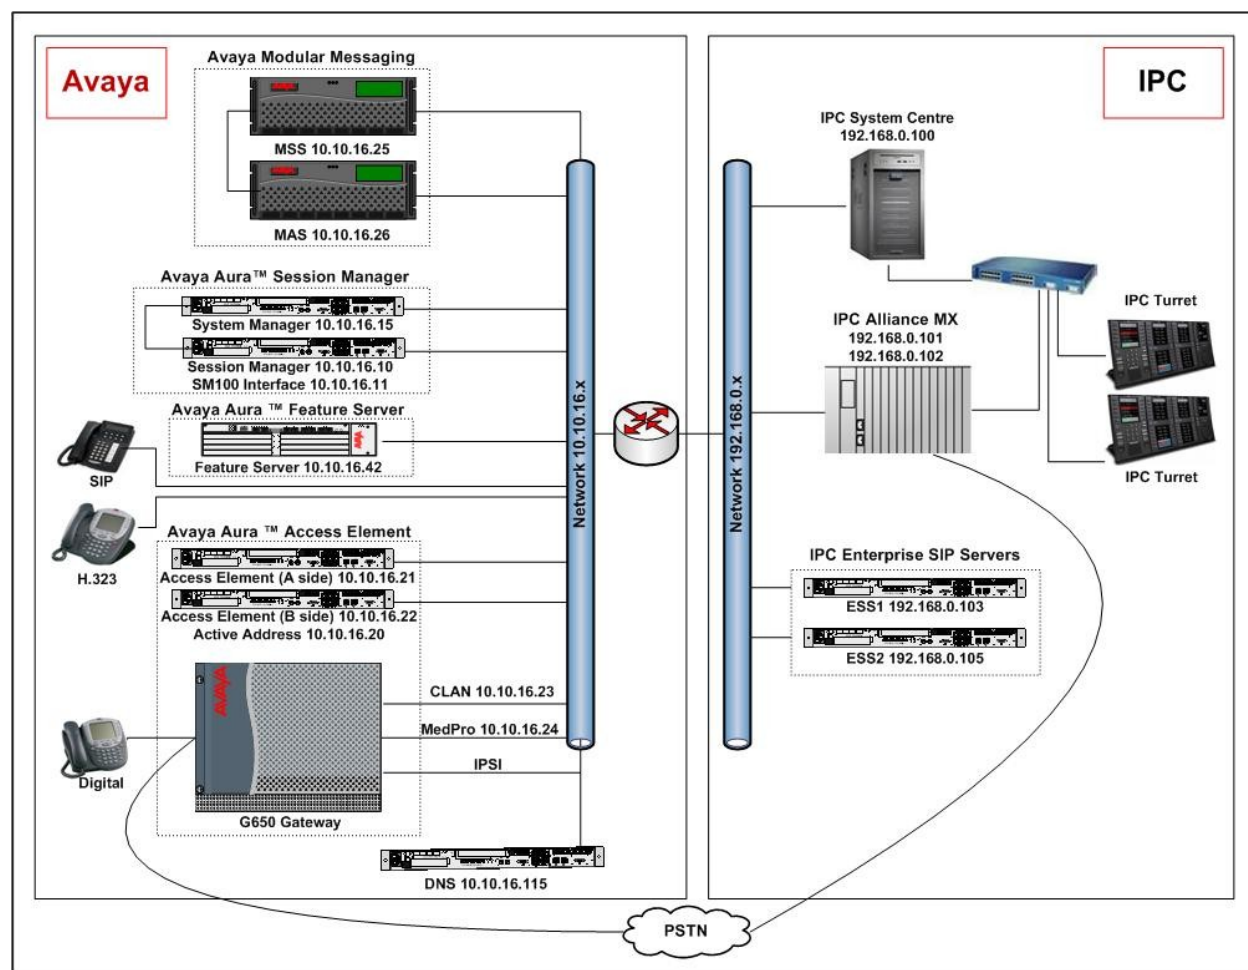 Avaya
Avaya Modular Messaging
AVAYA
MSS 10.10.16.25
AVAYA
MAS 10.10.16.26
Avaya Aura™ Session Manager
System Manager 10.10.16.15
Session Manager 10.10.16.10
SM100 Interface 10.10.16.11
Avaya Aura ™ Feature Server
Feature Server 10.10.16.42
SIP
H.323
Avaya Aura ™ Access Element
Access Element (A side) 10.10.16.21
Access Element (B side) 10.10.16.22
Active Address 10.10.16.20
AVAYA
CLAN 10.10.16.23
MedPro 10.10.16.24
IPSI
Digital
G650 Gateway
DNS 10.10.16.115
Network 10.10.16.x
Network 192.168.0.x
IPC
IPC System Centre
192.168.0.100
IPC Turret
IPC Alliance MX
192.168.0.101
192.168.0.102
IPC Turret
IPC Enterprise SIP Servers
ESS1 192.168.0.103
ESS2 192.168.0.105
PSTN